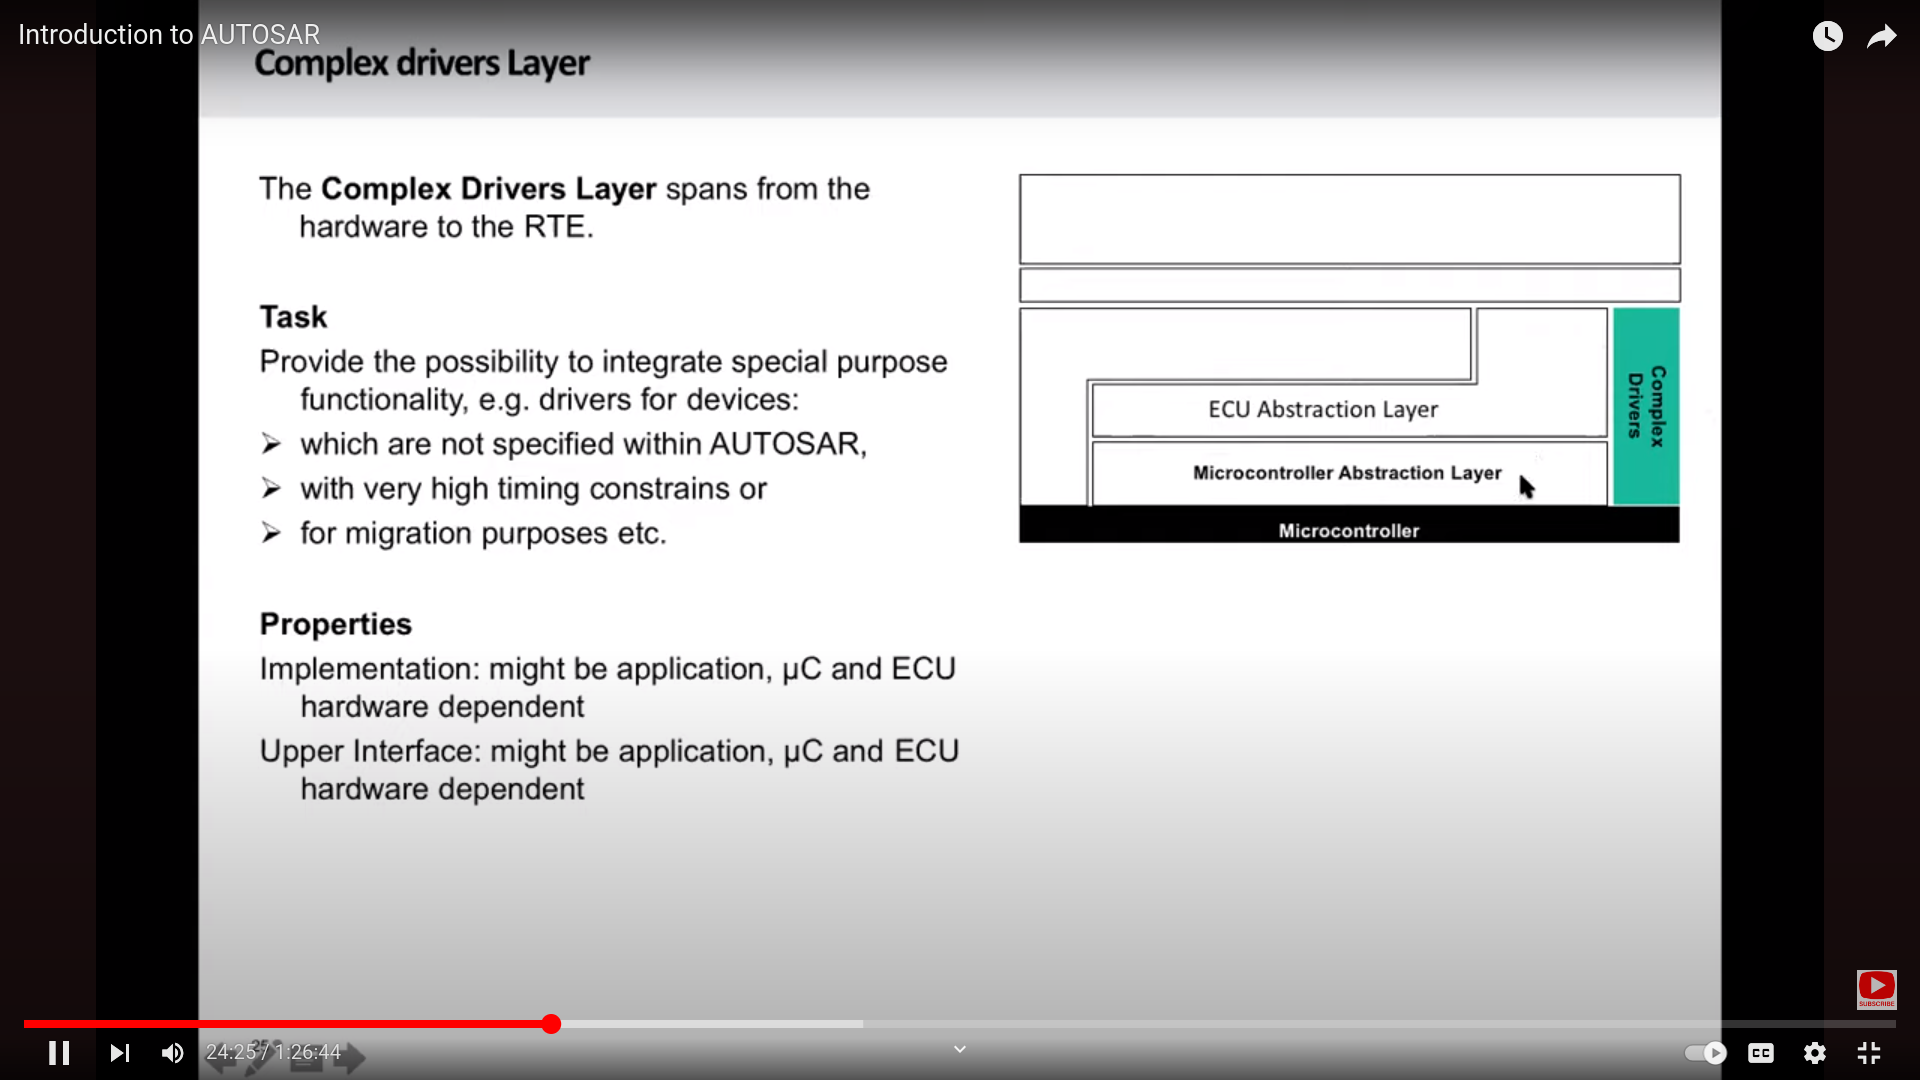 Introduction to AUTOSAR
Complex drivers Layer
The Complex Drivers Layer spans from the
hardware to the RTE.
Task
Provide the possibility to integrate special purpose
functionality, e.g. drivers for devices:
➢ which are not specified within AUTOSAR,
➢ with very high timing constrains or
➢ for migration purposes etc.
Properties
Implementation: might be application, µC and ECU
hardware dependent
Upper Interface: might be application, µC and ECU
hardware dependent
Complex
Drivers
ECU Abstraction Layer
Microcontroller Abstraction Layer
Microcontroller
SUBSCRIBE
24:25 / 1:26:44
CC